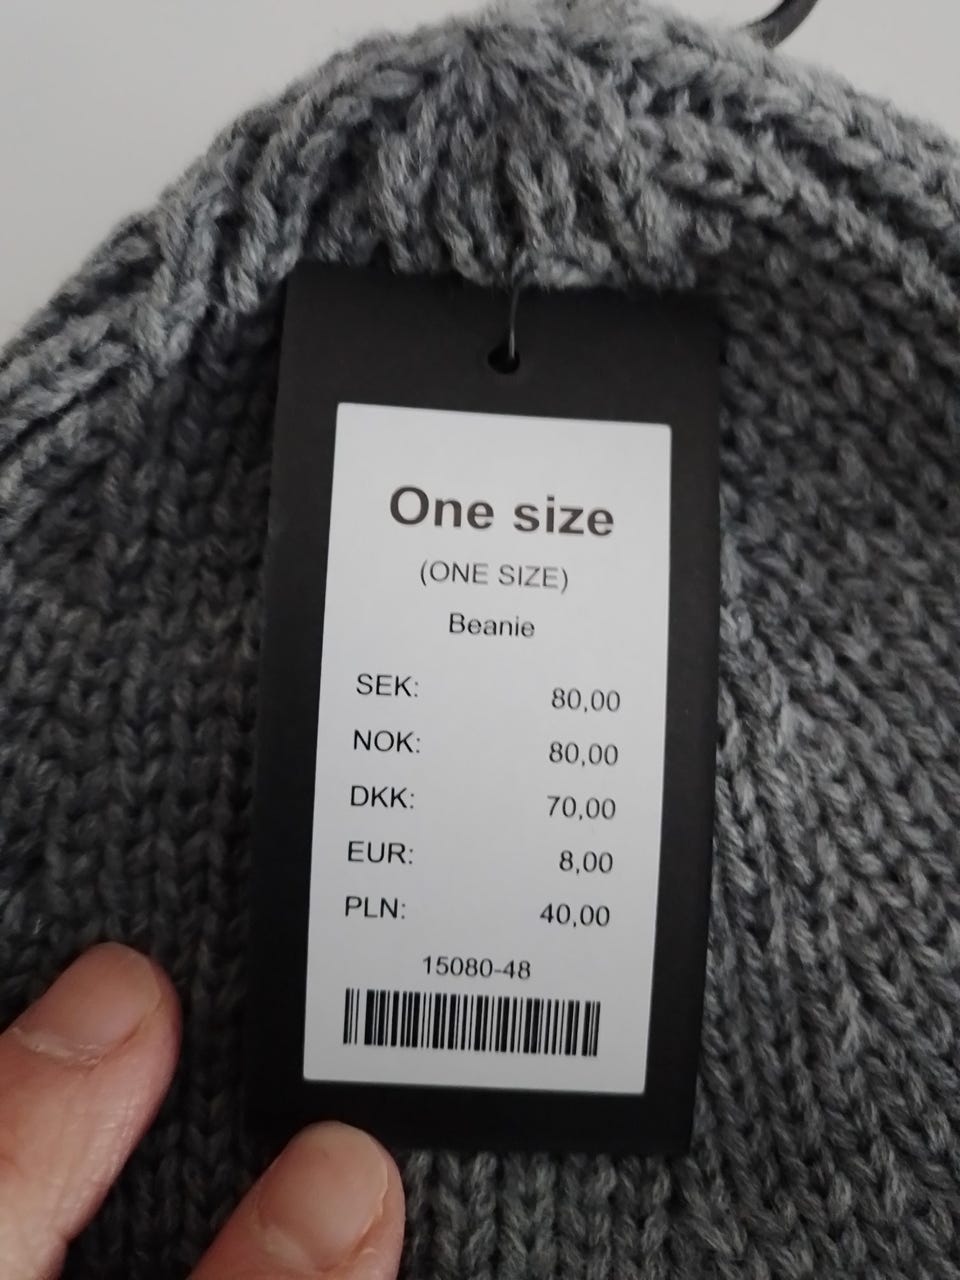 One size
(ONE SIZE)
Beanie
SEK: 80,00
NOK: 80,00
DKK: 70,00
EUR: 8,00
PLN: 40,00
15080-48